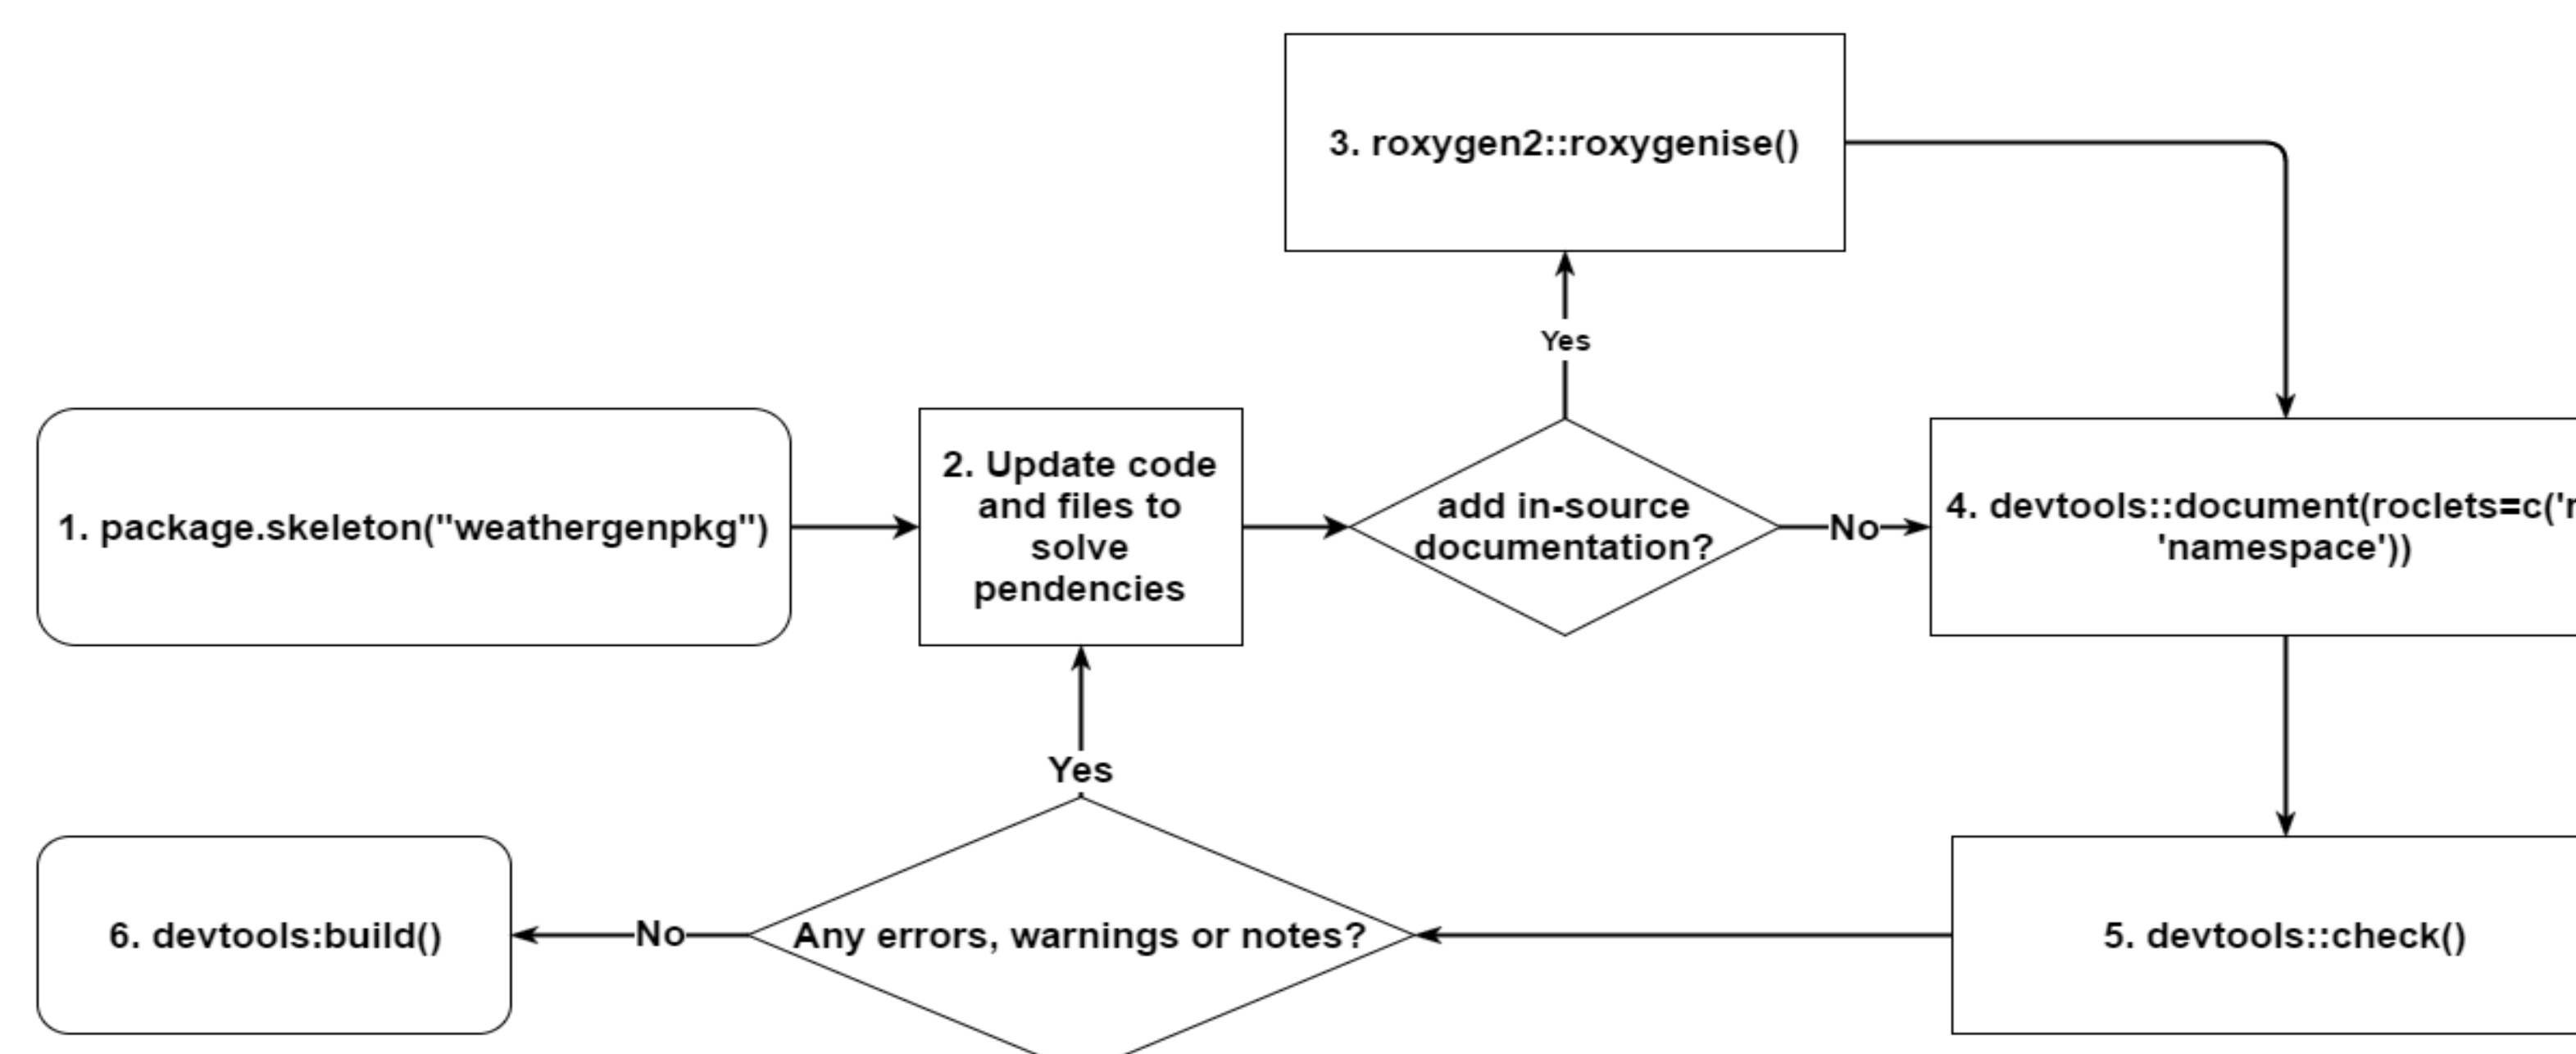 3. roxygen2::roxygenise()
Yes
1. package.skeleton("weathergenpkg")
2. Update code
and files to
solve
pendencies
add in-source
documentation?
No
4. devtools::document(roclets=c('
'namespace'))
Yes
6. devtools:build()
No
Any errors, warnings or notes?
5. devtools::check()